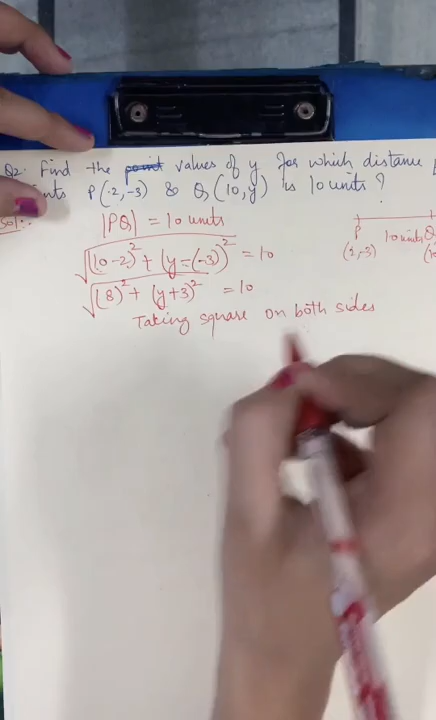 Q2. Find the point values of y for which distance
P(2,-3) & Q(10,y) is 10 units?
Sol:-
|PQ| = 10 units
√(10-2)² + (y-(-3))² = 10
√(8)² + (y+3)² = 10
Taking square on both sides
P
10 units Q
(2,-3)